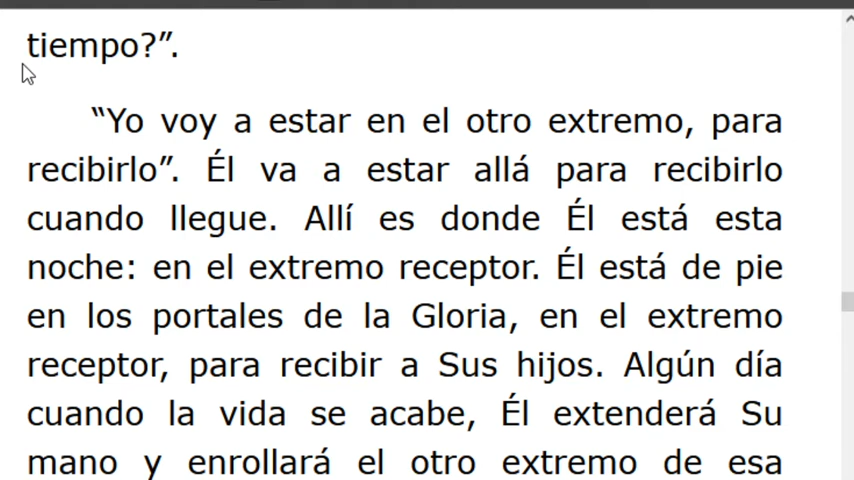 tiempo?”.
“Yo voy a estar en el otro extremo, para
recibirlo”. Él va a estar allá para recibirlo
cuando llegue. Allí es donde Él está esta
noche: en el extremo receptor. Él está de pie
en los portales de la Gloria, en el extremo
receptor, para recibir a Sus hijos. Algún día
cuando la vida se acabe, Él extenderá Su
mano y enrollará el otro extremo de esa